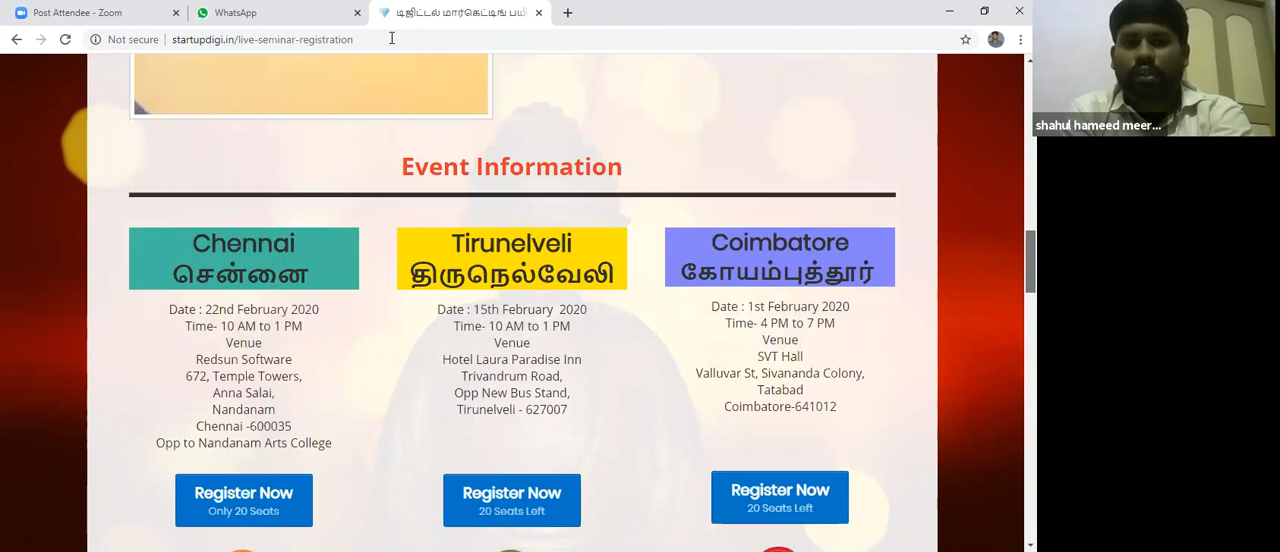 Post Attendee - Zoom
WhatsApp
டிஜிட்டல் மார்கெட்டிங் பயி
Not secure
startupdigi.in/live-seminar-registration
shahul hameed meer...
Event Information
Chennai
சென்னை
Date : 22nd February 2020
Time- 10 AM to 1 PM
Venue
Redsun Software
672, Temple Towers,
Anna Salai,
Nandanam
Chennai -600035
Opp to Nandanam Arts College
Register Now
Only 20 Seats
Tirunelveli
திருநெல்வேலி
Date : 15th February 2020
Time- 10 AM to 1 PM
Venue
Hotel Laura Paradise Inn
Trivandrum Road,
Opp New Bus Stand,
Tirunelveli - 627007
Register Now
20 Seats Left
Coimbatore
கோயம்புத்தூர்
Date : 1st February 2020
Time- 4 PM to 7 PM
Venue
SVT Hall
Valluvar St, Sivananda Colony,
Tatabad
Coimbatore-641012
Register Now
20 Seats Left